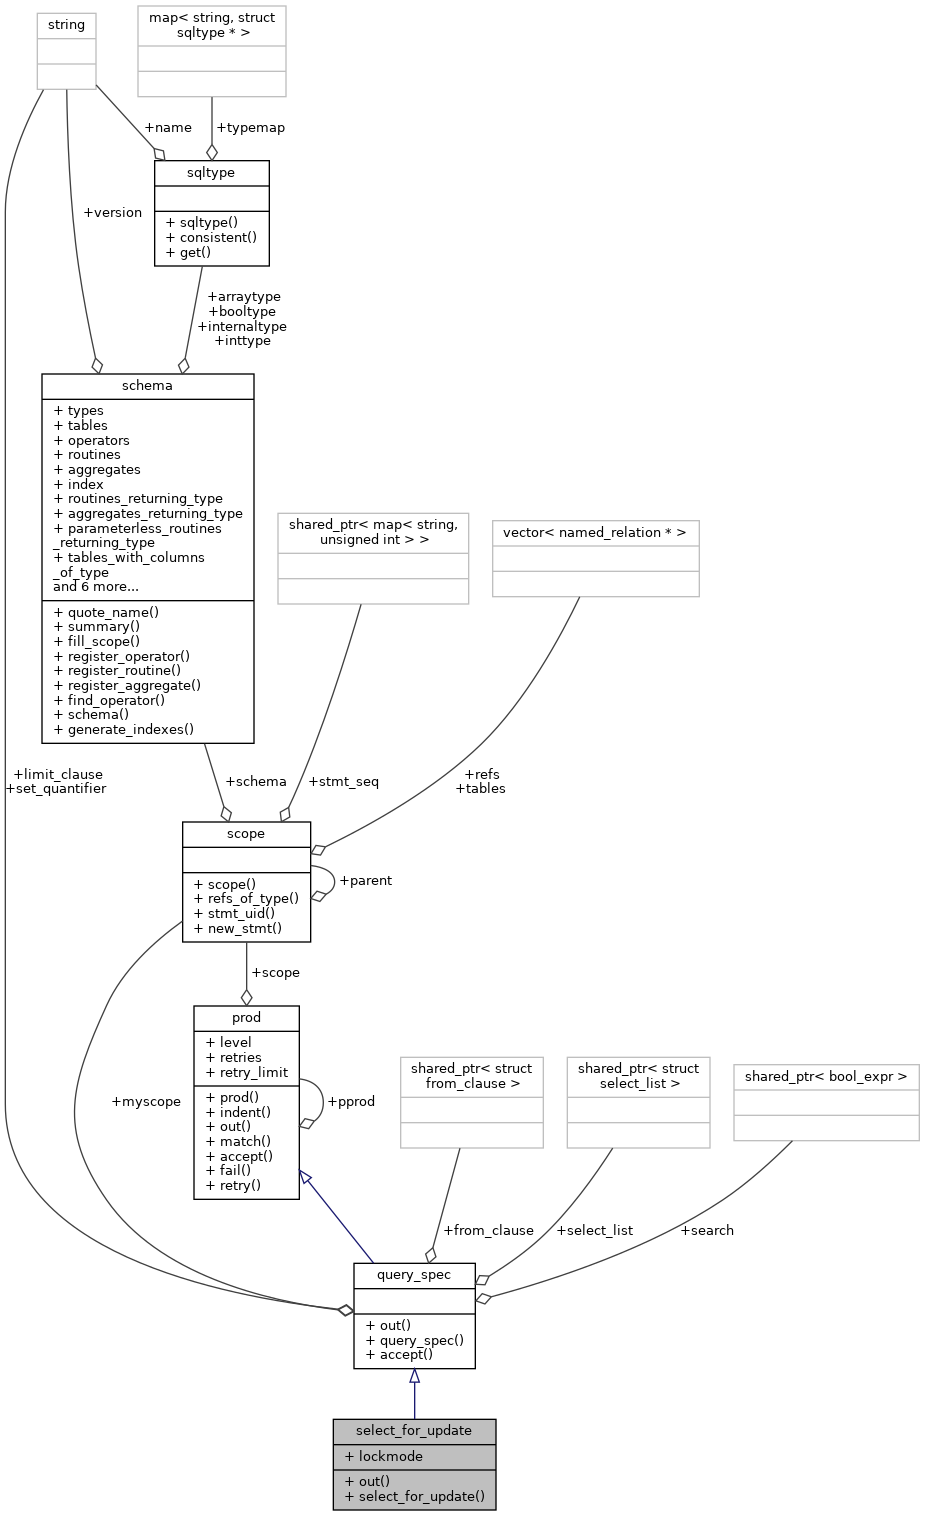 string
map< string, struct
sqltype * >
+name
+typemap
sqltype
+ sqltype()
+ consistent()
+ get()
+version
+arraytype
+booltype
+internaltype
+inttype
schema
+ types
+ tables
+ operators
+ routines
+ aggregates
+ index
+ routines_returning_type
+ aggregates_returning_type
+ parameterless_routines
_returning_type
+ tables_with_columns
_of_type
and 6 more...
+ quote_name()
+ summary()
+ fill_scope()
+ register_operator()
+ register_routine()
+ register_aggregate()
+ find_operator()
+ schema()
+ generate_indexes()
shared_ptr< map< string,
unsigned int > >
vector< named_relation * >
+limit_clause
+set_quantifier
+schema
+stmt_seq
+refs
+tables
scope
+ scope()
+ refs_of_type()
+ stmt_uid()
+ new_stmt()
+parent
+scope
prod
+ level
+ retries
+ retry_limit
+ prod()
+ indent()
+ out()
+ match()
+ accept()
+ fail()
+ retry()
+myscope
+pprod
shared_ptr< struct
from_clause >
shared_ptr< struct
select_list >
shared_ptr< bool_expr >
+from_clause
+select_list
+search
query_spec
+ out()
+ query_spec()
+ accept()
select_for_update
+ lockmode
+ out()
+ select_for_update()